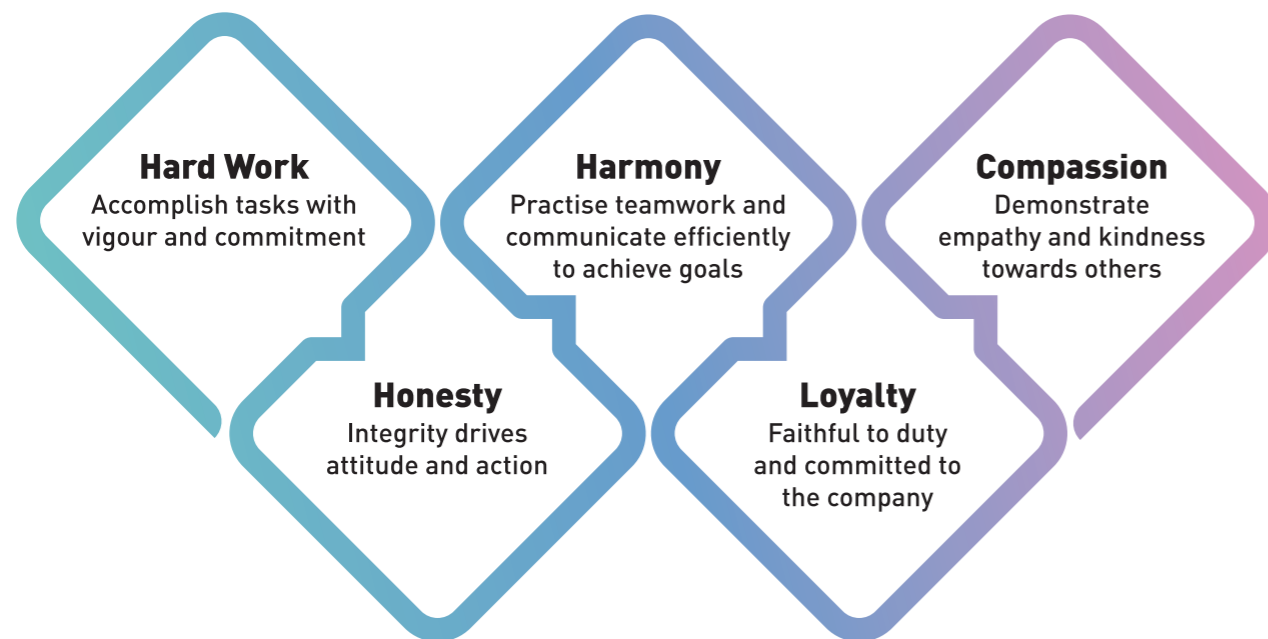 Hard Work
Accomplish tasks with
vigour and commitment
Harmony
Practise teamwork and
communicate efficiently
to achieve goals
Compassion
Demonstrate
empathy and kindness
towards others
Honesty
Integrity drives
attitude and action
Loyalty
Faithful to duty
and committed to
the company